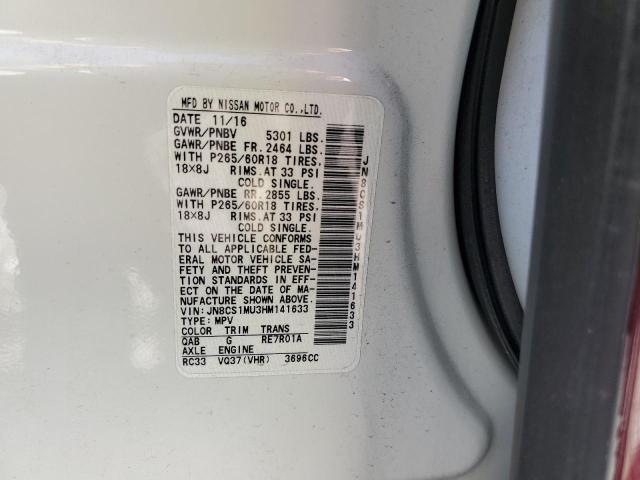 MFD BY NISSAN MOTOR CO.,LTD.
DATE 11/16
GVWR/PNBV 5301 LBS.
GAWR/PNBE FR. 2464 LBS.
WITH P265/60R18 TIRES.
18X8J RIMS.AT 33 PSI
COLD SINGLE.
GAWR/PNBE RR. 2855 LBS.
WITH P265/60R18 TIRES.
18X8J RIMS.AT 33 PSI
COLD SINGLE.
THIS VEHICLE CONFORMS
TO ALL APPLICABLE FED-
ERAL MOTOR VEHICLE SA-
FETY AND THEFT PREVEN-
TION STANDARDS IN EFF-
ECT ON THE DATE OF MA-
NUFACTURE SHOWN ABOVE.
VIN: JN8CS1MU3HM141633
TYPE: MPV
COLOR TRIM TRANS
QAB G RE7R01A
AXLE ENGINE
RC33 VQ37(VHR) 3696CC
JN8CS1MU3HM141633